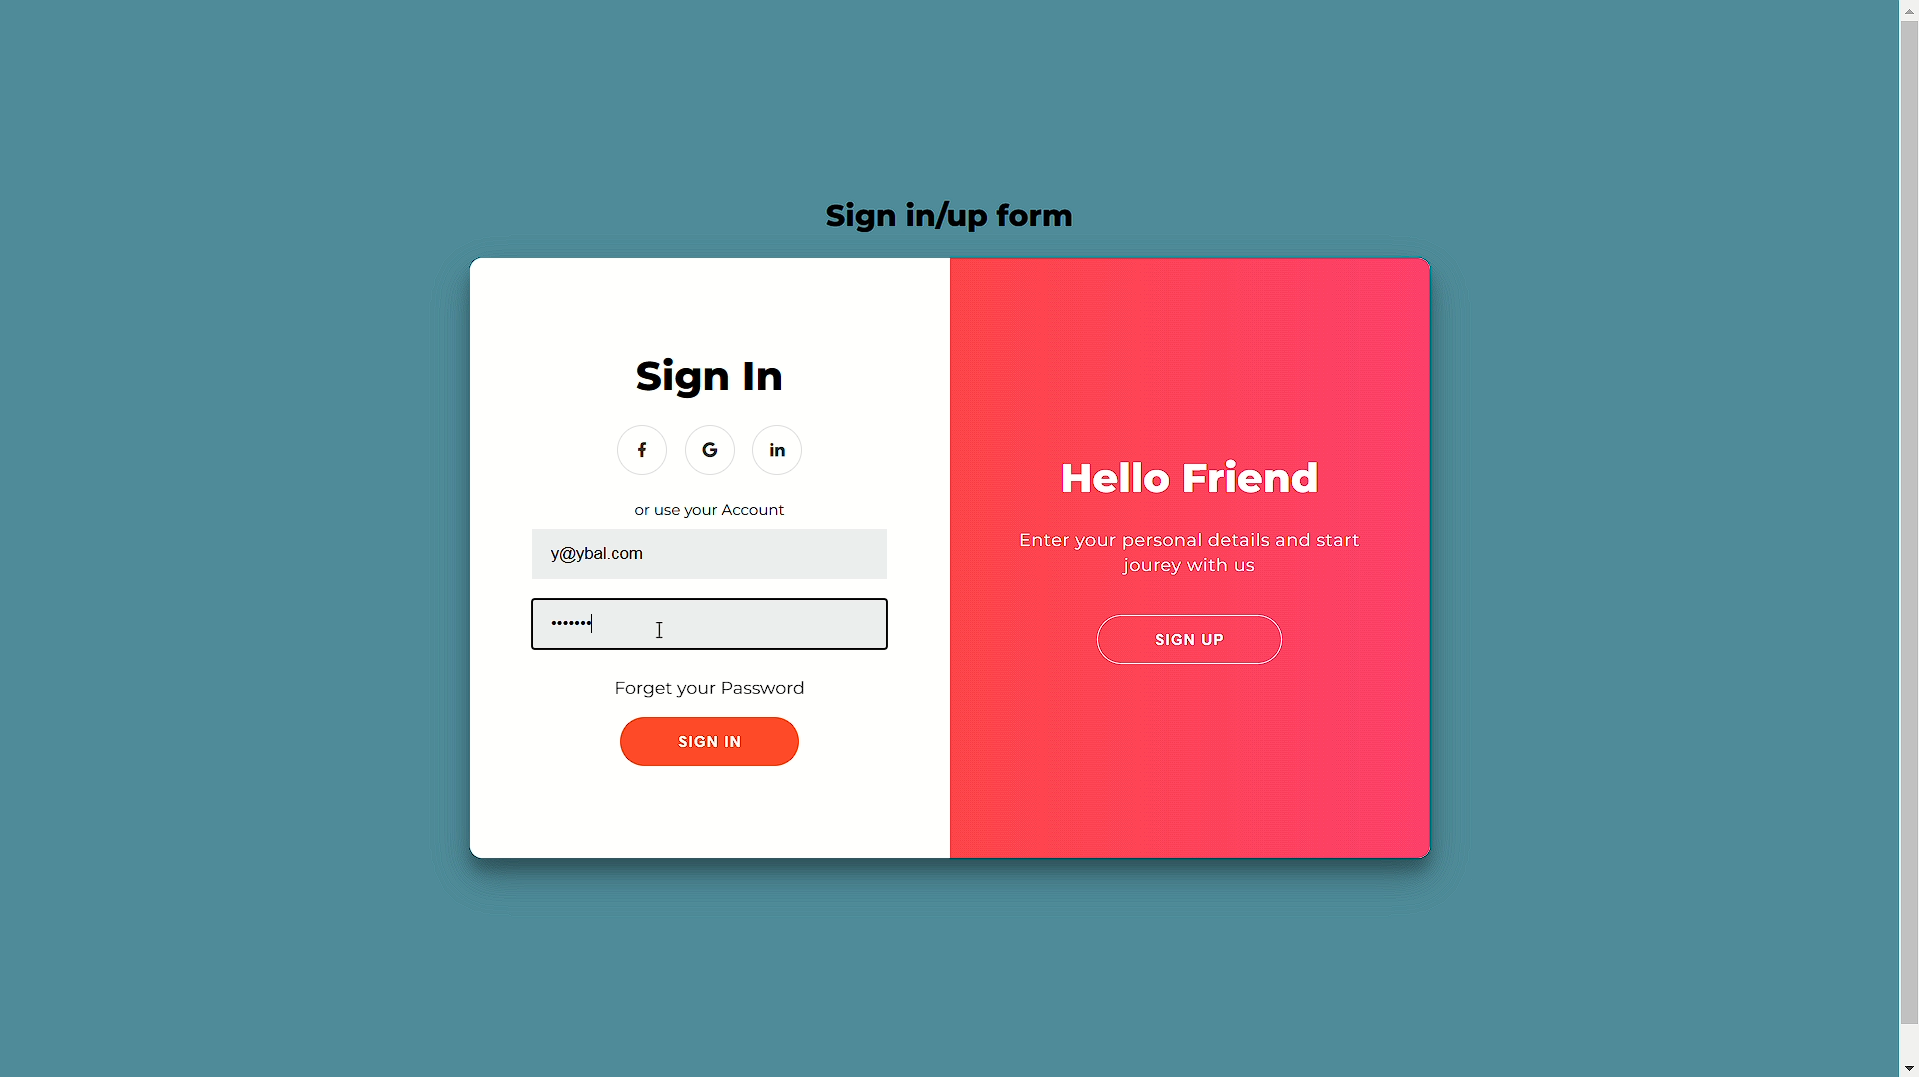 Sign in/up form
Sign In
f
G
in
or use your Account
y@ybal.com
•••••••
Forget your Password
SIGN IN
Hello Friend
Enter your personal details and start
jourey with us
SIGN UP